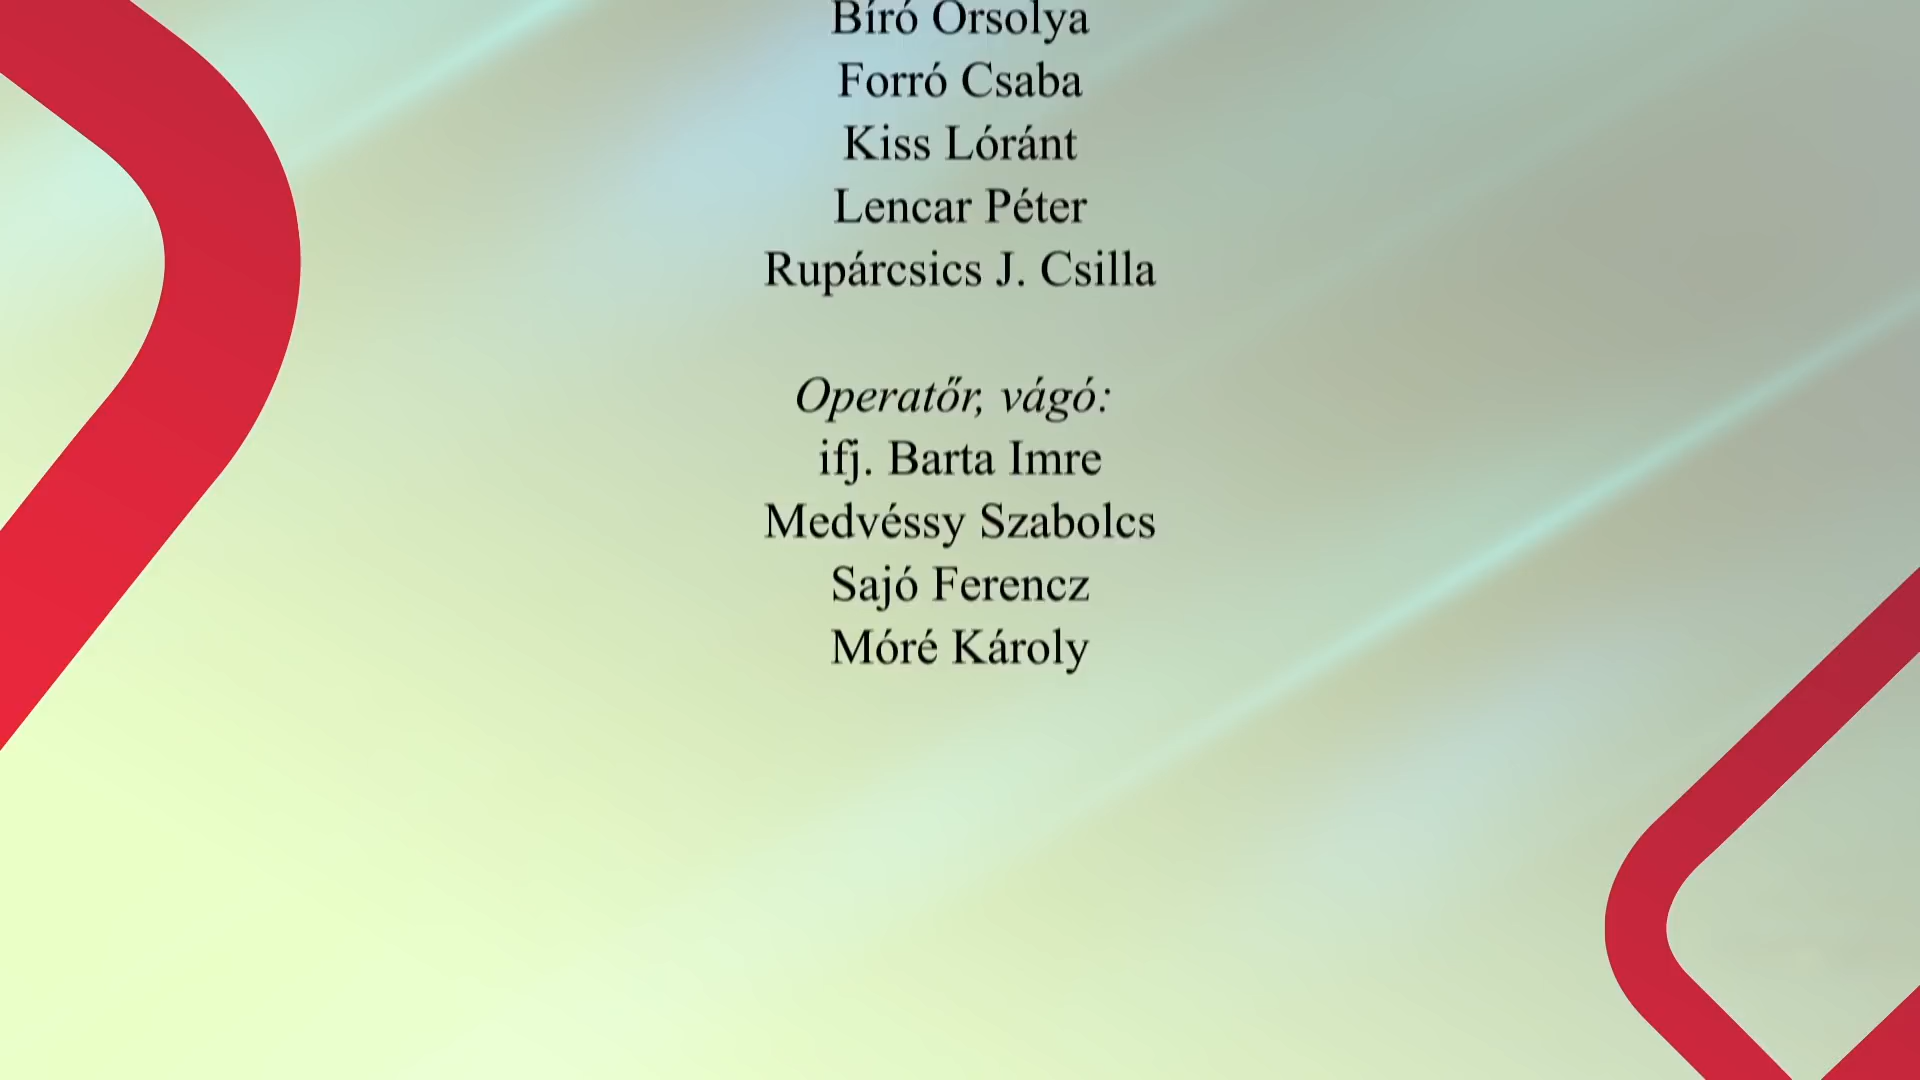 Bíró Orsolya
Forró Csaba
Kiss Lóránt
Lencar Péter
Rupárcsics J. Csilla
Operatőr, vágó:
ifj. Barta Imre
Medvéssy Szabolcs
Sajó Ferencz
Móré Károly